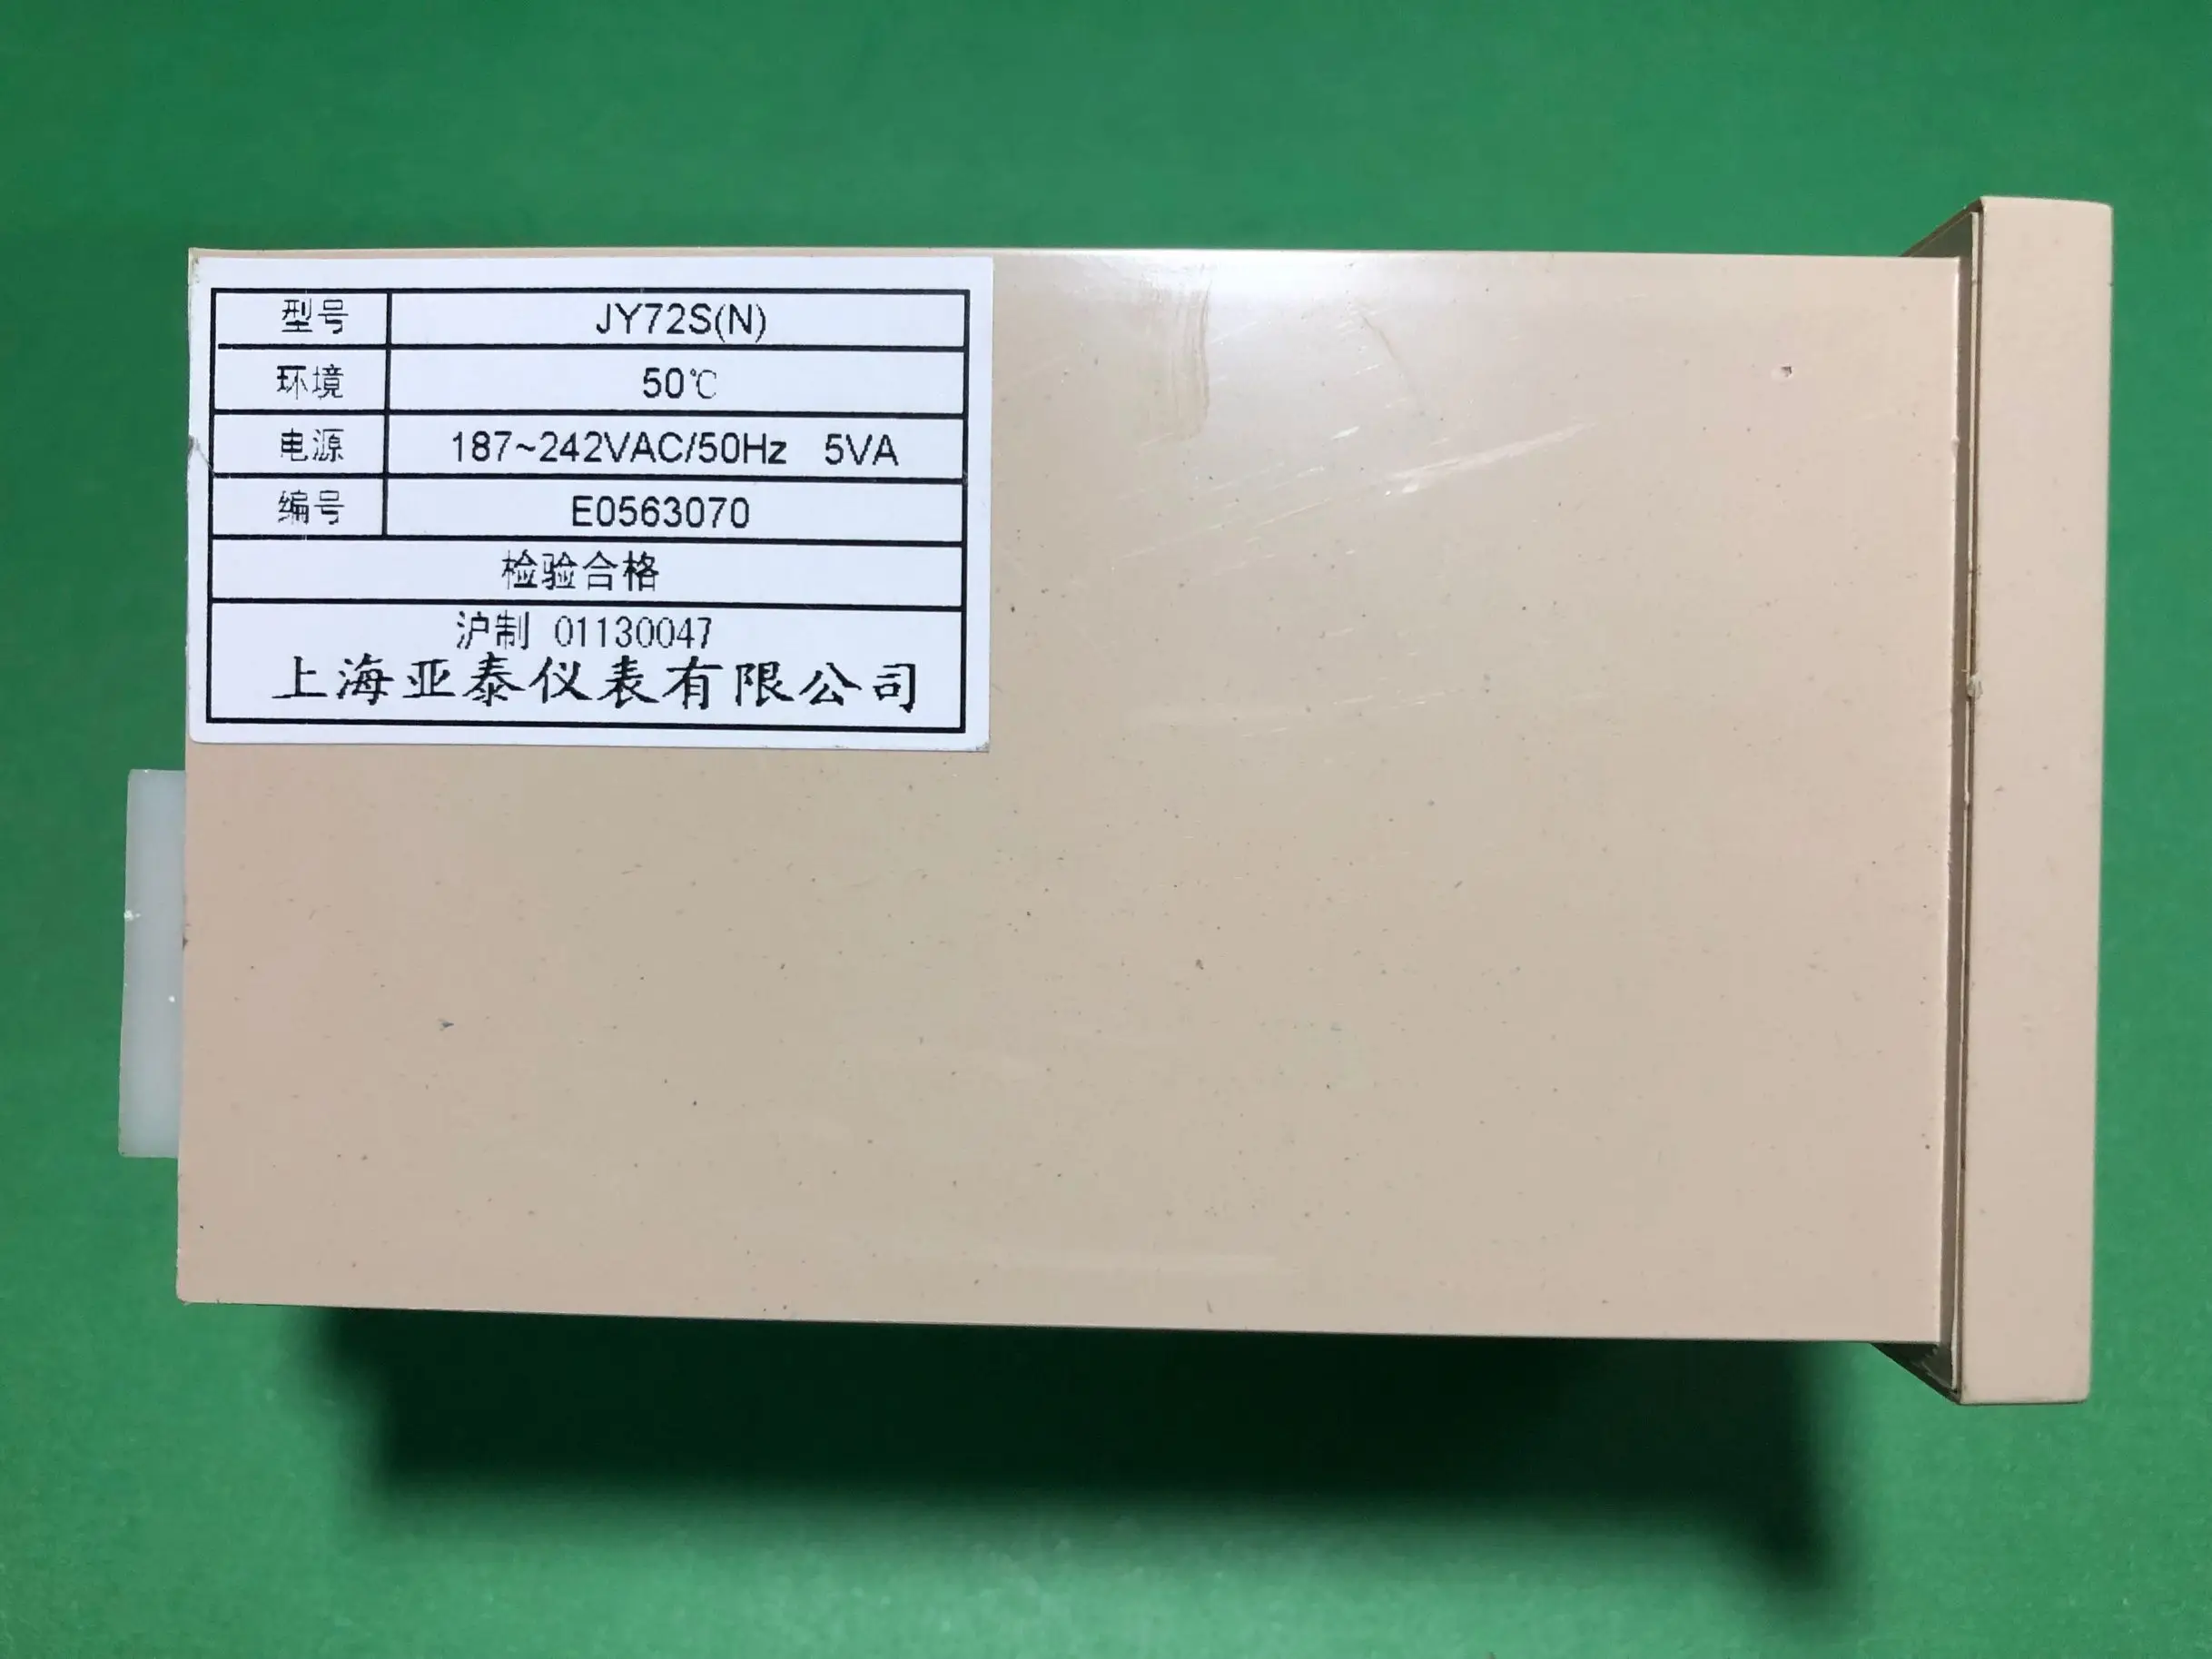 型号 JY72S(N)
环境 50℃
电源 187~242VAC/50Hz 5VA
编号 E0563070
检验合格
沪制 01130047
上海亚泰仪表有限公司